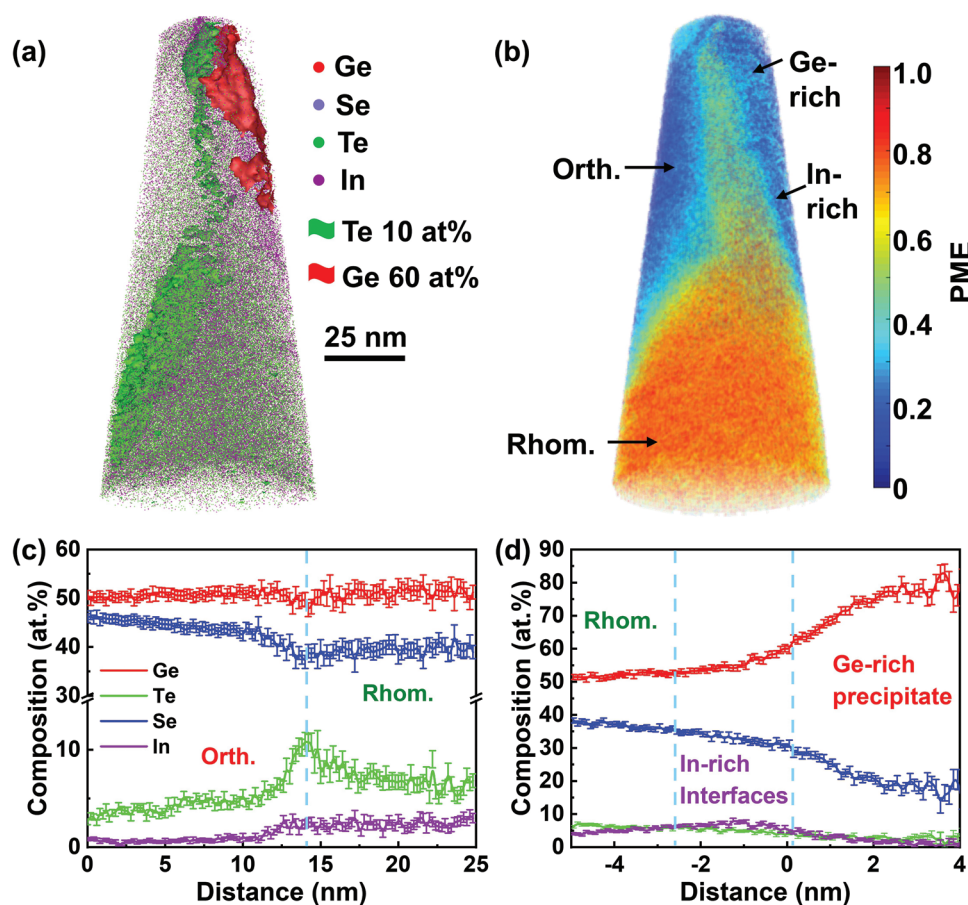 (a)
Ge
Se
Te
In
Te 10 at%
Ge 60 at%
25 nm
(b)
Ge-
rich
Orth.
In-
rich
Rhom.
1.0
0.8
0.6
0.4
0.2
0
PME
(c)
60
50
40
30
10
0
Composition (at.%)
Ge
Te
Se
In
Orth.
Rhom.
0
5
10
15
20
25
Distance (nm)
(d)
90
80
70
60
50
40
30
20
10
0
Composition (at.%)
Rhom.
Ge-rich
precipitate
In-rich
Interfaces
-4
-2
0
2
4
Distance (nm)